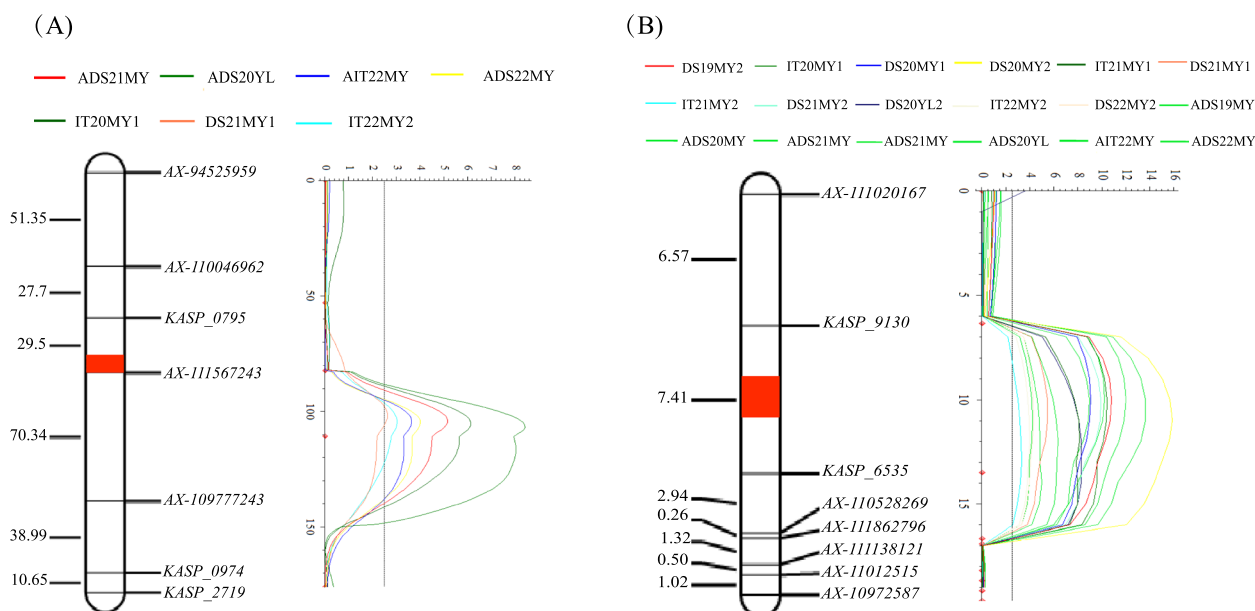 (A)
ADS21MY ADS20YL AIT22MY ADS22MY
IT20MY1 DS21MY1 IT22MY2
AX-94525959
51.35
AX-110046962
27.7
KASP_0795
29.5
AX-111567243
70.34
AX-109777243
38.99
KASP_0974
10.65
KASP_2719
0 1 2 3 4 5 6 7 8
0
50
100
150
(B)
DS19MY2 IT20MY1 DS20MY1 DS20MY2 IT21MY1 DS21MY1
IT21MY2 DS21MY2 DS20YL2 IT22MY2 DS22MY2 ADS19MY
ADS20MY ADS21MY ADS21MY ADS20YL AIT22MY ADS22MY
AX-111020167
6.57
KASP_9130
7.41
KASP_6535
2.94
AX-110528269
0.26
AX-111862796
1.32
AX-111138121
0.50
AX-11012515
1.02
AX-10972587
0 2 4 6 8 10 12 14 16
0
5
10
15